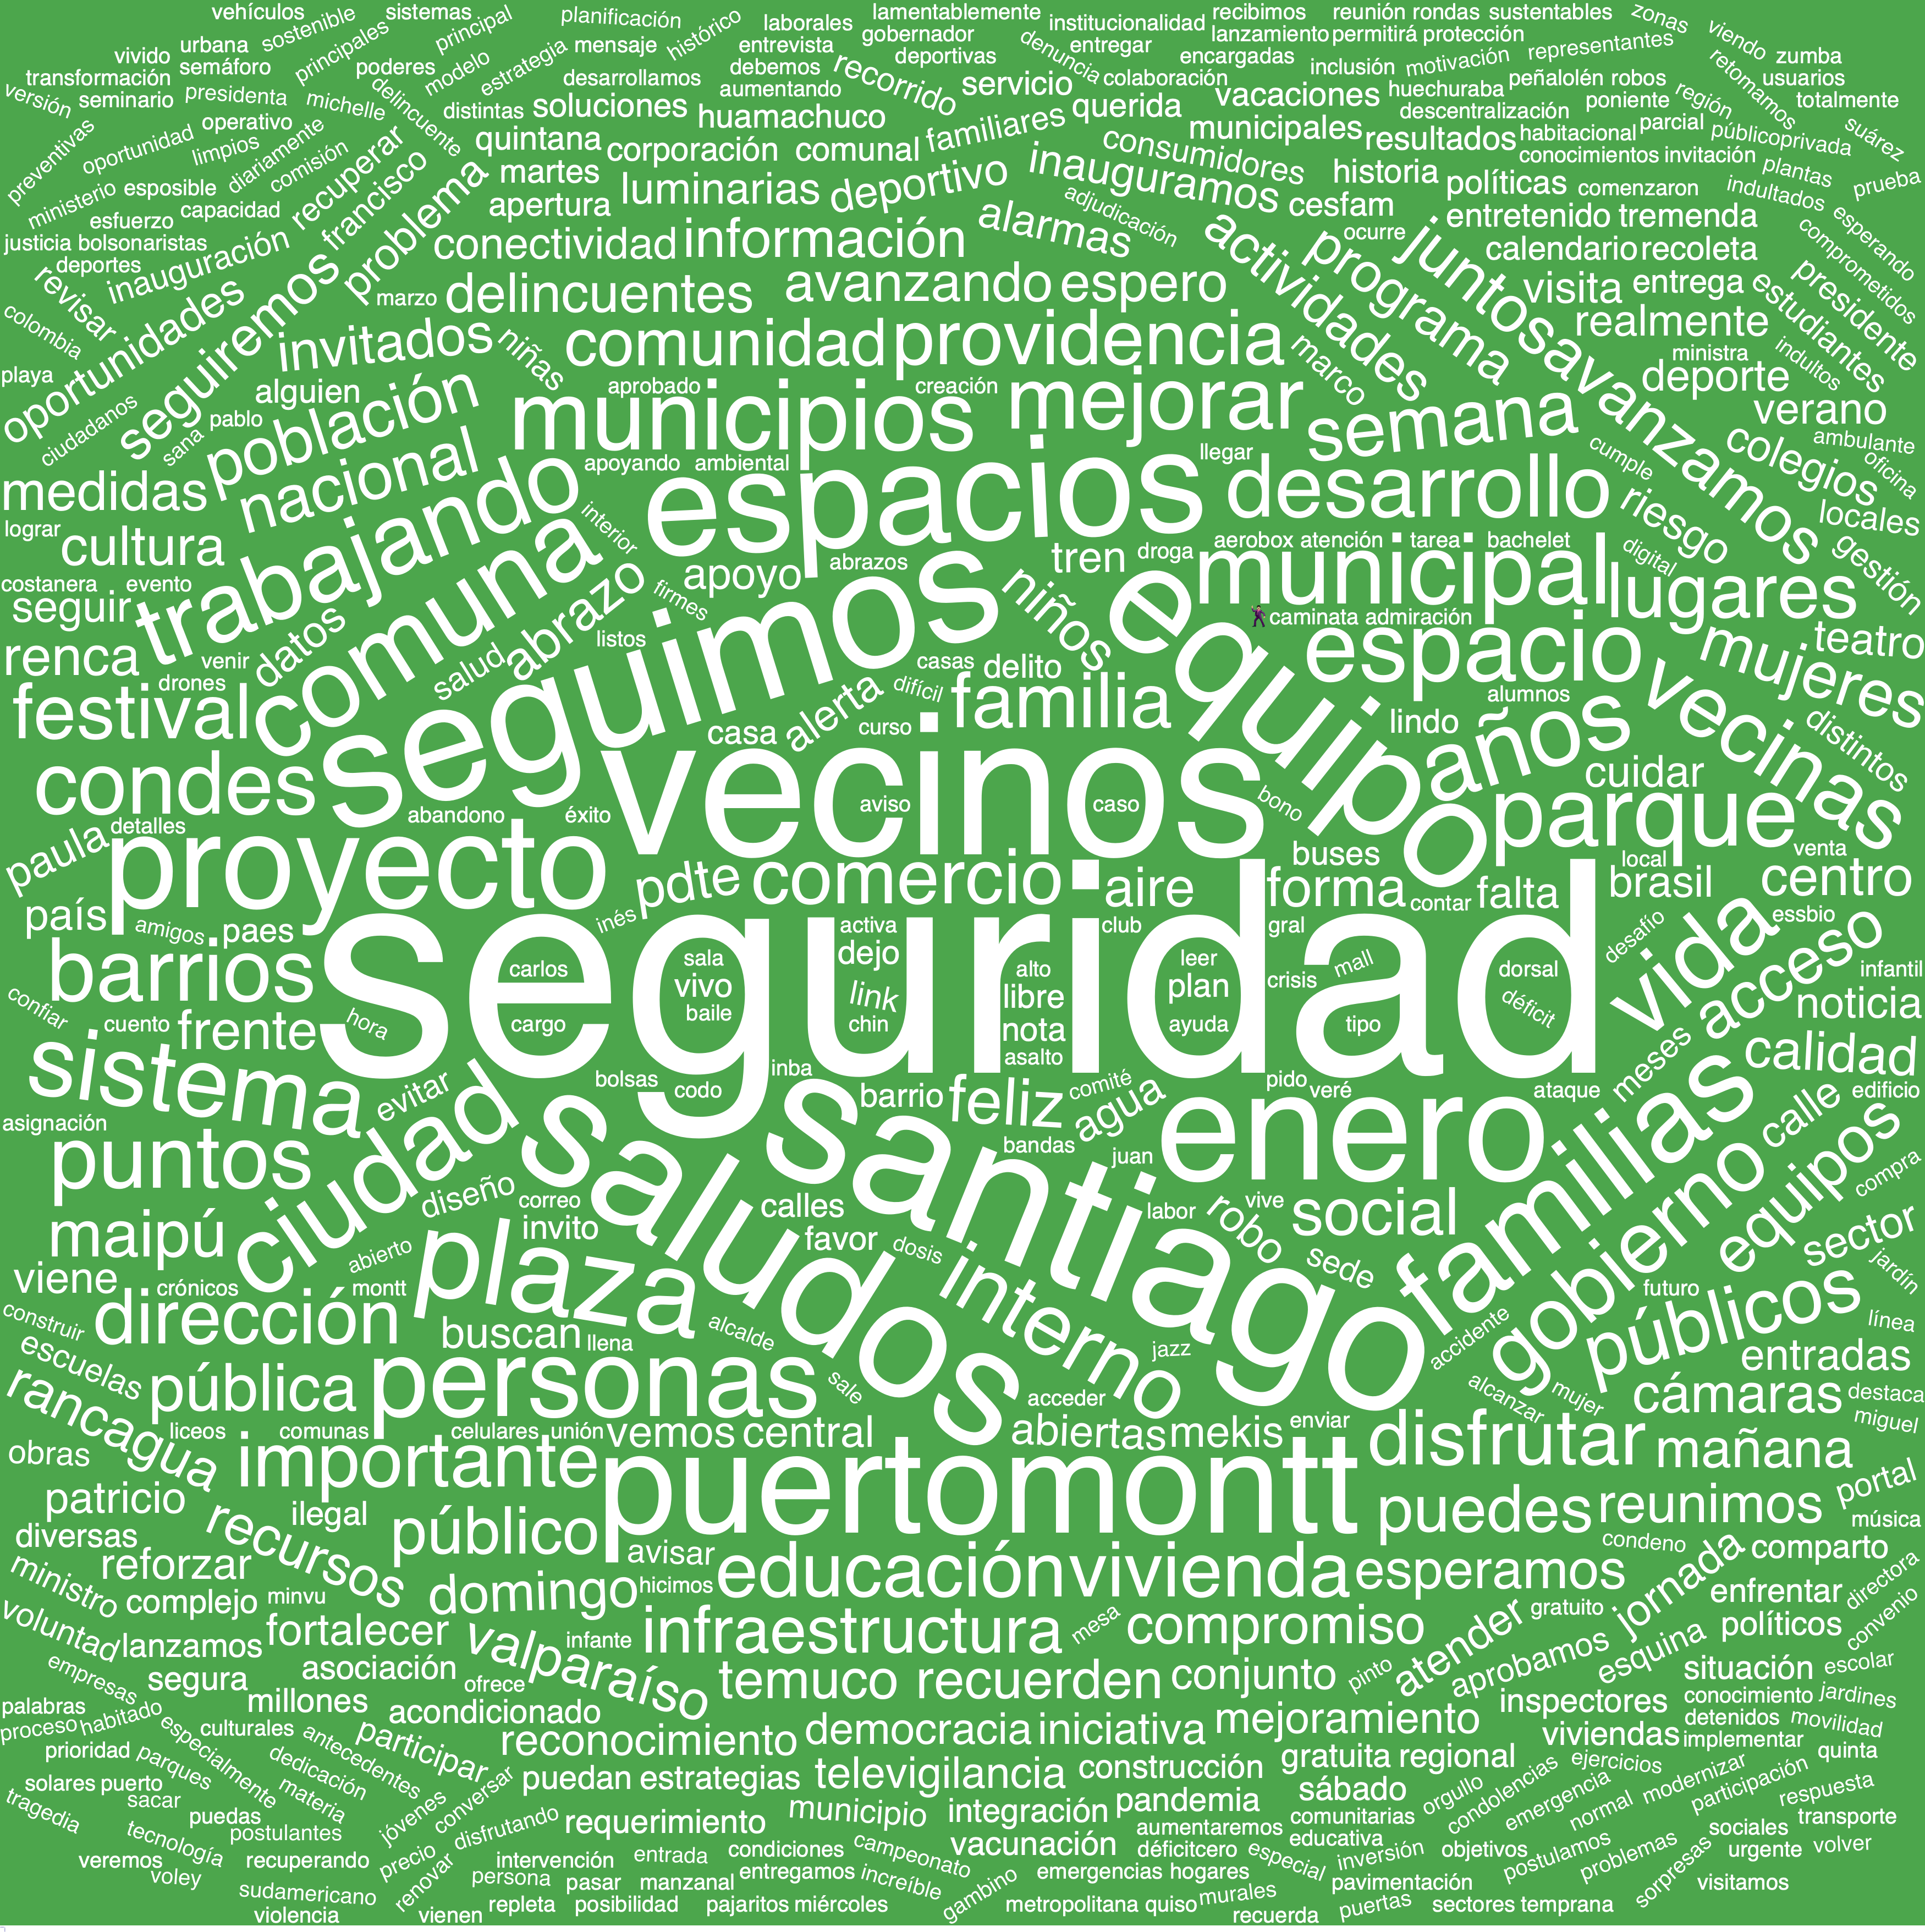 vehículos sistemas planificación laborales lamentablemente institucionalidad recibimos reunión rondas sustentables zonas viendo
vivido urbana sostenible principales principal mensaje histórico entrevista gobernador denuncia entregar lanzamiento permitirá protección representantes zumba
transformación semáforo poderes modelo estrategia desarrollamos debemos deportivas encargadas inclusión motivación retomamos usuarios
versión seminario presidenta michelle delincuente distintas soluciones aumentando recorrido servicio colaboración vacaciones huechuraba peñalolén robos región totalmente
preventivas oportunidad operativo limpios diariamente quintana huamachuco familiares querida municipales descentralización poniente parcial públicoprivada suárez
ministerio esposible comisión recuperar francisco martes corporación comunal consumidores resultados habitacional conocimientos invitación plantas prueba
esfuerzo capacidad problema apertura luminarias deportivo inauguramos historia políticas comenzaron indultados esperando
justicia bolsonaristas inauguración seguiremos conectividad información alarmas adjudicación cesfam ocurre entretenido tremenda comprometidos
deportes revisar oportunidades marzo delincuentes avanzando espero actividades programa juntos calendario recoleta presidente
colombia invitados niñas comunidad providencia marco avanzamos visita entrega estudiantes
playa ciudadanos sana pablo alguien población aprobado municipios creación mejorar semana realmente ministra indultos deporte verano
medidas nacional trabajando apoyando ambiental espacios llegar desarrollo cumple colegios ambulante oficina
lograr cultura comuna interior abrazos apoyo tren droga aerobox atención tarea bachelet riesgo digital locales gestión
costanera evento seguir datos abrazo firmes seguimos niños equipo municipal lugares caminata admiración
renca venir drones salud listos casas delito espacio vecinas mujeres teatro
festival condes casa alerta difícil curso familia alumnos lindo años distintos
paula detalles abandono éxito vecinos aviso caso bono cuidar parque
proyecto pdte comercio aire buses forma contar falta local brasil venta centro
país amigos paes inés activa dejo club gral desafío essbio
barrios seguridad carlos sala vivo link alto libre leer plan crisis mall dorsal vida acceso infantil
confiar cuento frente hora cargo baile chin nota ayuda tipo déficit noticia
sistema evitar bolsas codo inba asalto pido veré ataque meses calidad
asignación ciudad barrio feliz comité agua enero familias calle edificio
puntos diseño correo saludos santiago bandas juan labor vive gobierno equipos compra
maipú abierto invito calles favor dosis interno robo sede social sector
viene crónicos montt plaza futuro jardín
construir dirección buscan llena alcalde jazz accidente públicos línea
escuelas pública personas sale acceder alcanzar mujer entradas
rancagua liceos comunas celulares unión vemos central abiertas mekis enviar cámaras destaca miguel
obras importante puertomontt disfrutar mañana
patricio ilegal puedes reunimos portal
diversas recursos público avisar condeno música
ministro reforzar domingo hicimos educación vivienda esperamos jornada comparto directora
voluntad complejo minvu infante infraestructura mesa compromiso atender gratuito enfrentar convenio
lanzamos fortalecer valparaíso aprobamos esquina políticos
empresas segura asociación ofrece temuco recuerden conjunto pinto situación escolar
palabras millones acondicionado inspectores conocimiento jardines
proceso habitado especialmente culturales antecedentes participar reconocimiento democracia iniciativa mejoramiento viviendas detenidos implementar movilidad
prioridad parques dedicación puedan estrategias televigilancia construcción gratuita regional ejercicios quinta
solares puerto materia conversar sábado orgullo condolencias emergencia modernizar participación respuesta
tragedia sacar puedas postulantes jóvenes disfrutando requerimiento municipio integración pandemia comunitarias normal transporte
tecnología precio condiciones campeonato vacunación aumentaremos déficitcero educativa especial inversión objetivos postulamos problemas sociales urgente volver
veremos voley recuperando renovar persona intervención entrada entregamos increíble emergencias hogares pavimentación sorpresas visitamos
sudamericano repleta pasar manzanal posibilidad pajaritos miércoles gambino metropolitana quiso murales puertas sectores temprana
violencia vienen recuerda